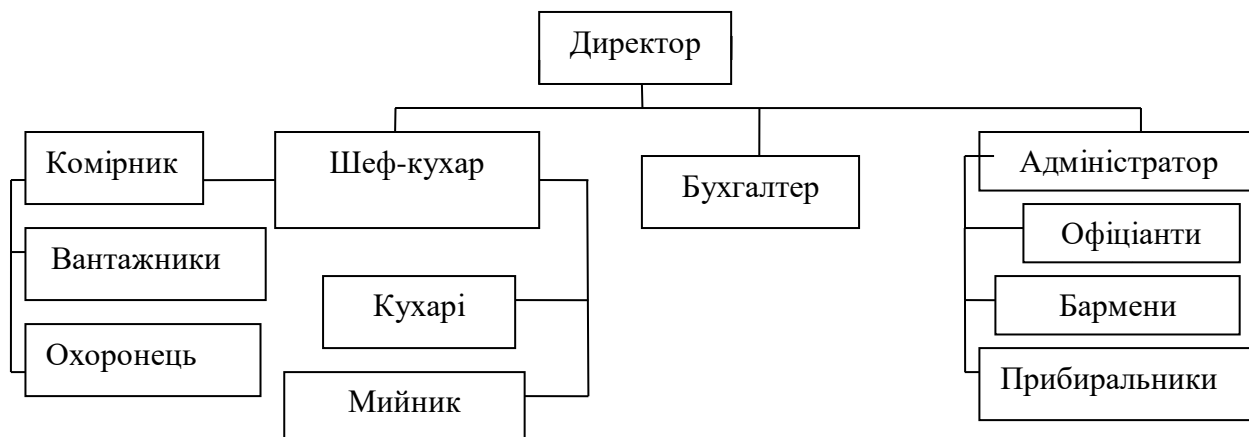 Директор
Комірник
Шеф-кухар
Бухгалтер
Адміністратор
Вантажники
Офіціанти
Кухарі
Бармени
Охоронець
Мийник
Прибиральники